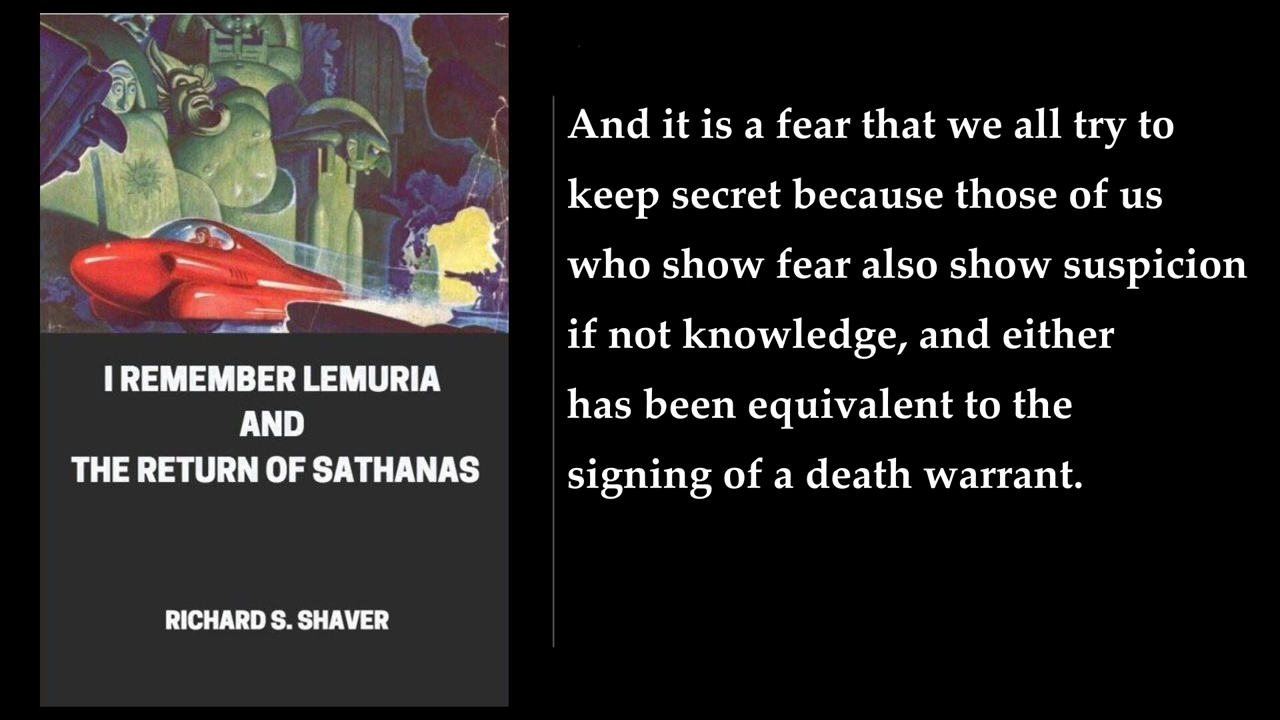 I REMEMBER LEMURIA
AND
THE RETURN OF SATHANAS
RICHARD S. SHAVER
And it is a fear that we all try to
keep secret because those of us
who show fear also show suspicion
if not knowledge, and either
has been equivalent to the
signing of a death warrant.